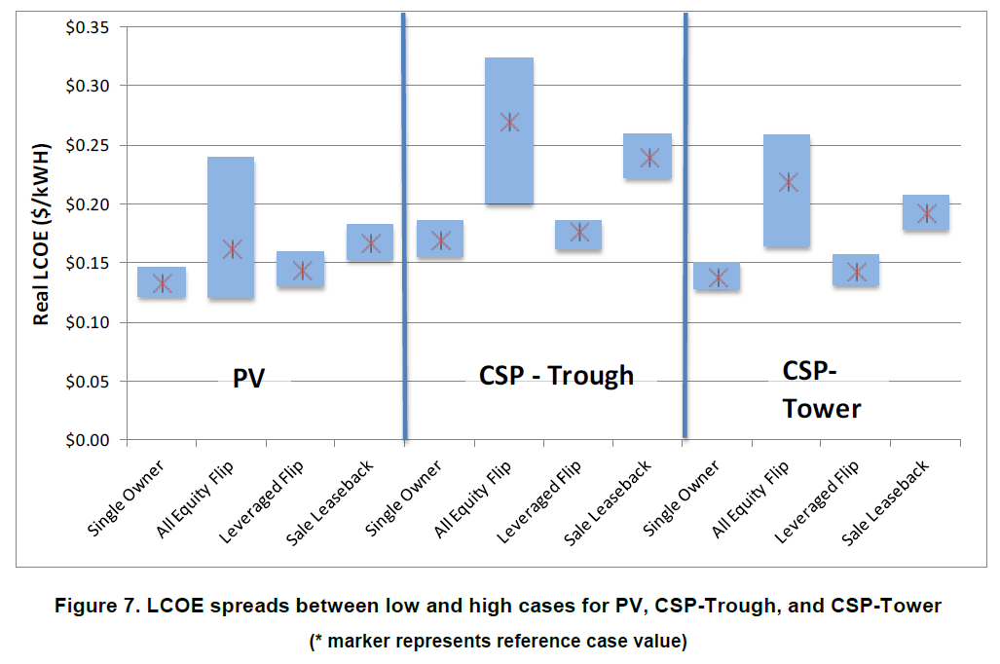 $0.35
$0.30
$0.25
$0.20
$0.15
$0.10
$0.05
$0.00
Real LCOE ($/kWH)
PV
CSP - Trough
CSP-
Tower
Single Owner
All Equity Flip
Leveraged Flip
Sale Leaseback
Single Owner
All Equity Flip
Leveraged Flip
Sale Leaseback
Single Owner
All Equity Flip
Leveraged Flip
Sale Leaseback
Figure 7. LCOE spreads between low and high cases for PV, CSP-Trough, and CSP-Tower
(* marker represents reference case value)